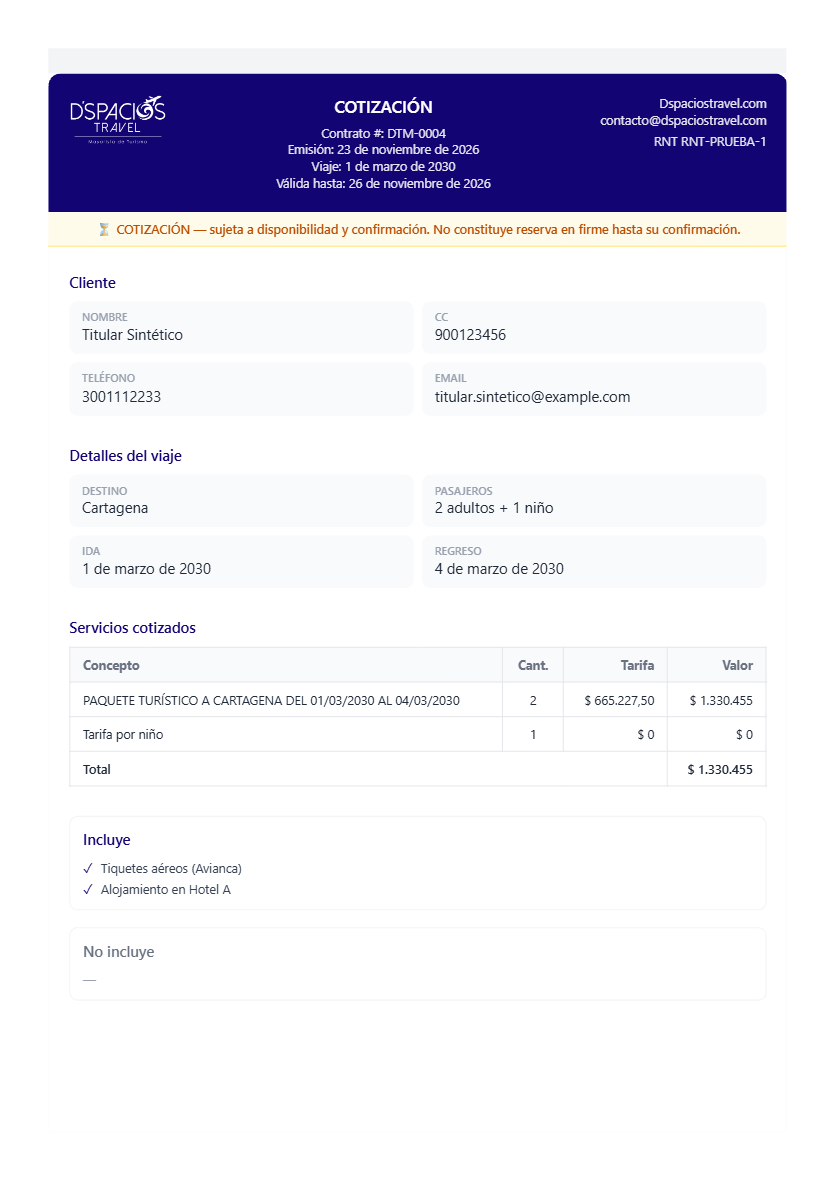 D'SPACIOS
TRAVEL
Mayorista de Turismo
COTIZACIÓN
Contrato #: DTM-0004
Emisión: 23 de noviembre de 2026
Viaje: 1 de marzo de 2030
Válida hasta: 26 de noviembre de 2026
Dspaciostravel.com
contacto@dspaciostravel.com
RNT RNT-PRUEBA-1
⏳ COTIZACIÓN — sujeta a disponibilidad y confirmación. No constituye reserva en firme hasta su confirmación.
Cliente
NOMBRE
Titular Sintético
CC
900123456
TELÉFONO
3001112233
EMAIL
titular.sintetico@example.com
Detalles del viaje
DESTINO
Cartagena
PASAJEROS
2 adultos + 1 niño
IDA
1 de marzo de 2030
REGRESO
4 de marzo de 2030
Servicios cotizados
Concepto Cant. Tarifa Valor
PAQUETE TURÍSTICO A CARTAGENA DEL 01/03/2030 AL 04/03/2030 2 $ 665.227,50 $ 1.330.455
Tarifa por niño 1 $ 0 $ 0
Total $ 1.330.455
Incluye
✓ Tiquetes aéreos (Avianca)
✓ Alojamiento en Hotel A
No incluye
—